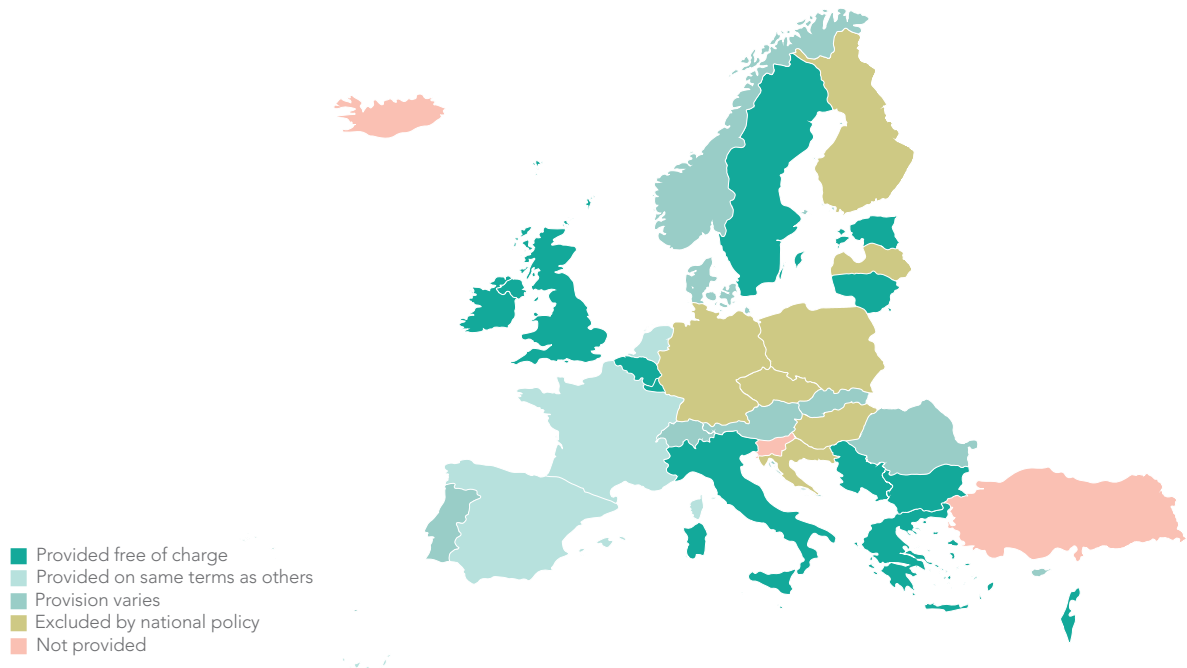 Provided free of charge
Provided on same terms as others
Provision varies
Excluded by national policy
Not provided